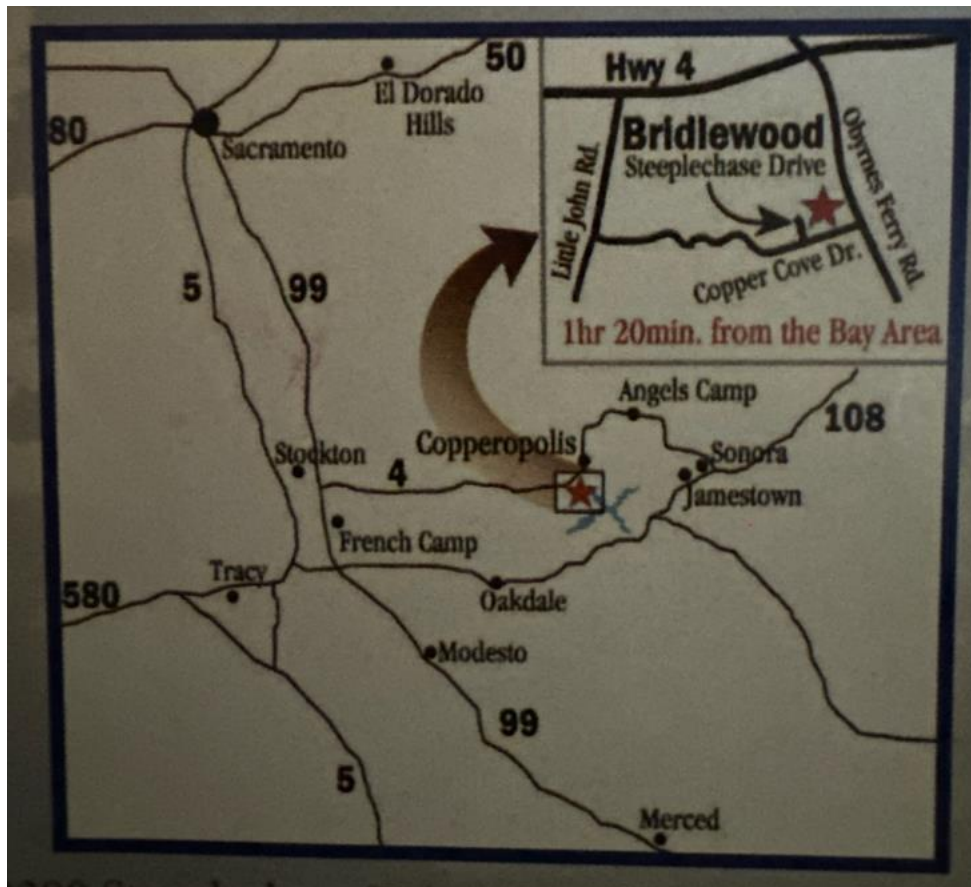 50
El Dorado
Hills
80
Sacramento
Hwy 4
Bridlewood
Steeplechase Drive
Little John Rd.
Obyrnes Ferry Rd.
Copper Cove Dr.
1hr 20min. from the Bay Area
5
99
Angels Camp
108
Copperopolis
Stockton
4
Sonora
Jamestown
French Camp
Tracy
580
Oakdale
Modesto
99
5
Merced